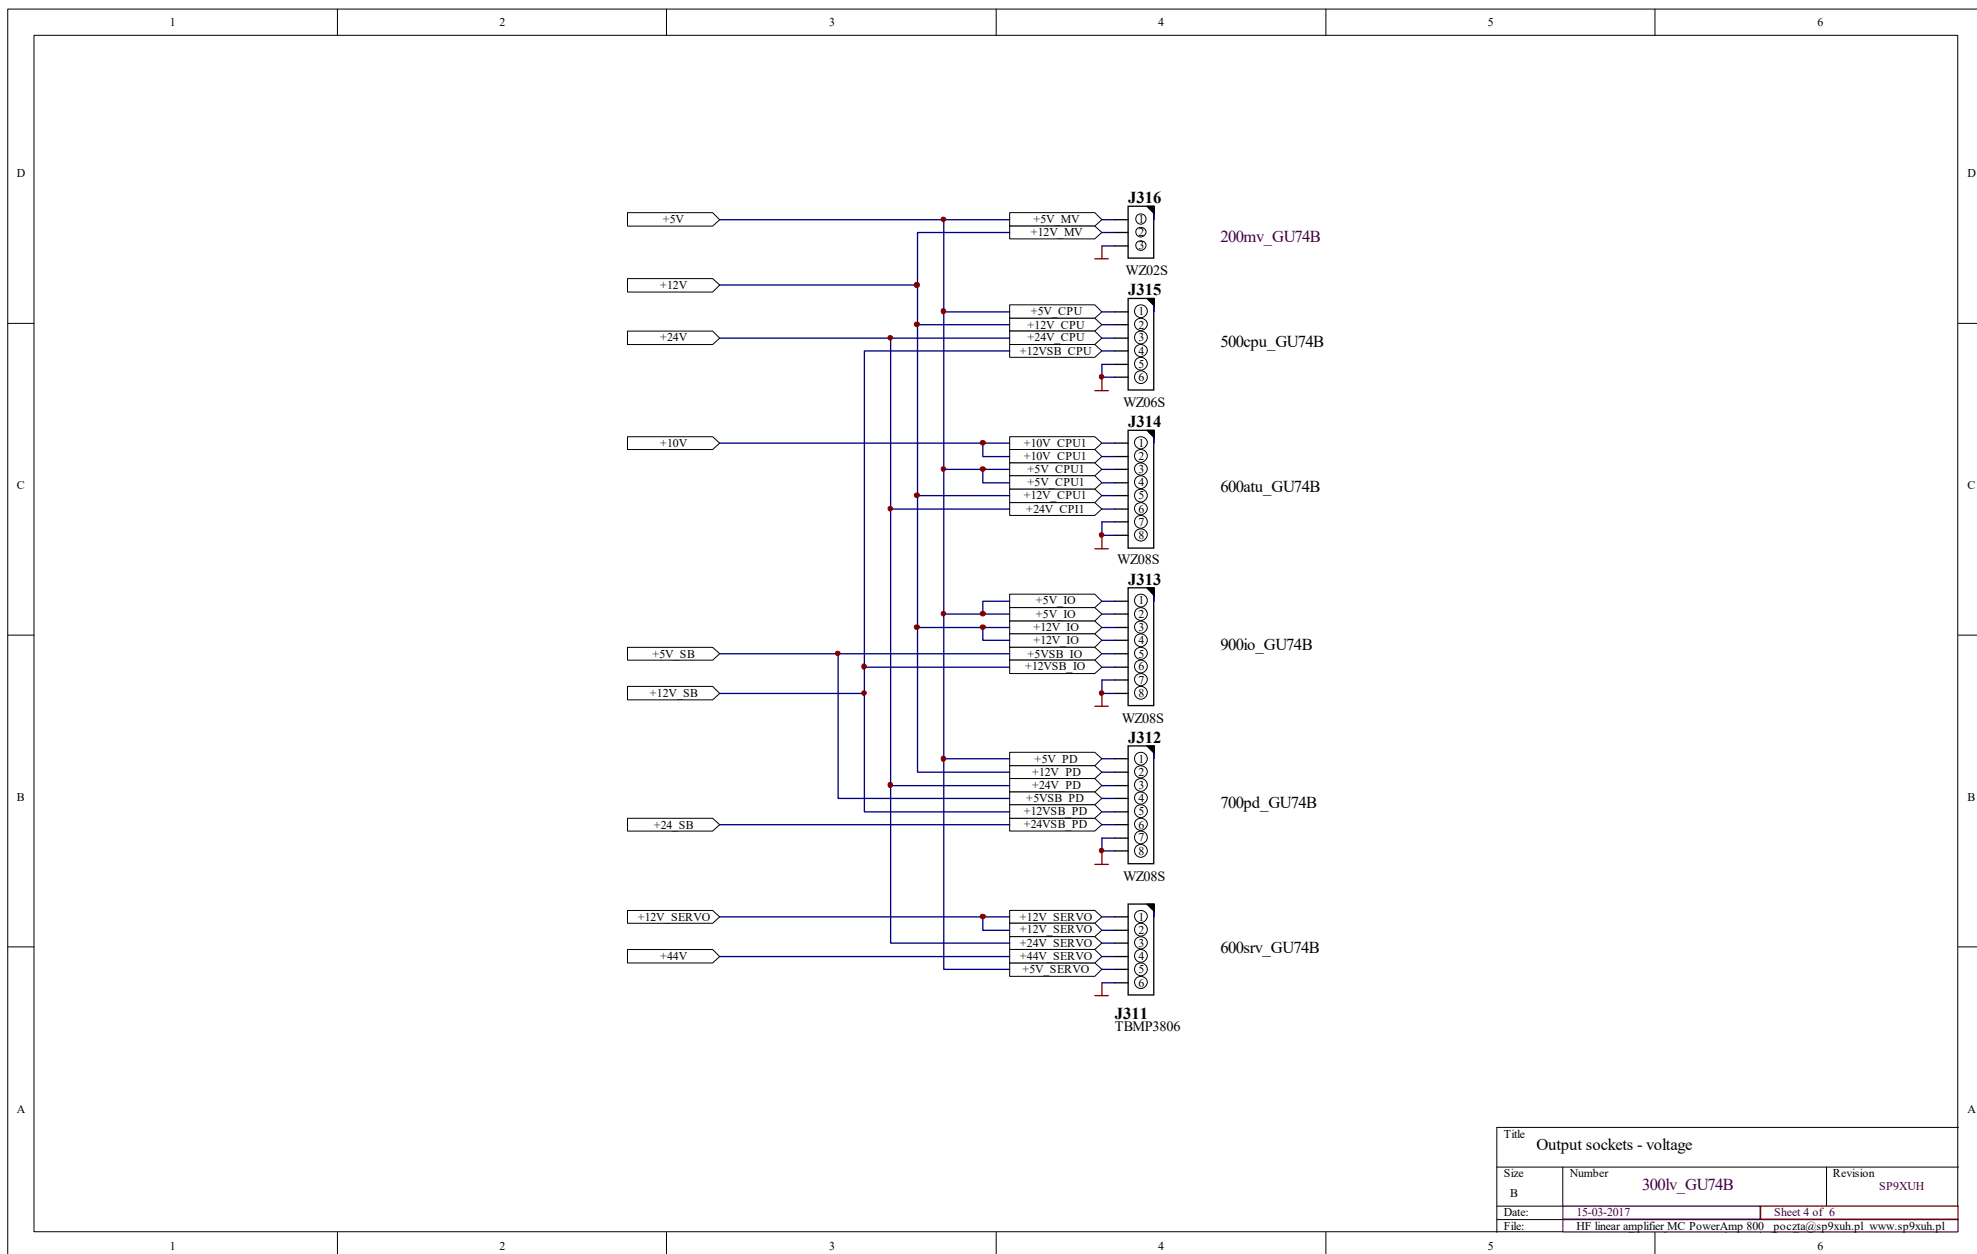 1 2 3 4 5 6
D D
J316
+5V +5V_MV 1
+12V_MV 2
200mv_GU74B
3
WZ02S
+12V
J315
+5V_CPU 1
+12V_CPU 2
+24V +24V_CPU 3
500cpu_GU74B
+12VSB_CPU 4
5
6
WZ06S
J314
+10V +10V_CPU1 1
+10V_CPU1 2
+5V_CPU1 3
+5V_CPU1 4
C 600atu_GU74B C
+12V_CPU1 5
+24V_CPI1 6
7
8
WZ08S
J313
+5V_IO 1
+5V_IO 2
+12V_IO 3
+12V_IO 4
900io_GU74B
+5V_SB +5VSB_IO 5
+12VSB_IO 6
7
+12V_SB 8
WZ08S
J312
+5V_PD 1
+12V_PD 2
+24V_PD 3
B +5VSB_PD 4 B
700pd_GU74B
+12VSB_PD 5
+24_SB +24VSB_PD 6
7
8
WZ08S
+12V_SERVO +12V_SERVO 1
+12V_SERVO 2
+24V_SERVO 3
600srv_GU74B
+44V +44V_SERVO 4
+5V_SERVO 5
6
J311
TBMP3806
A A
Title Output sockets - voltage
Size Number Revision
B 300lv_GU74B SP9XUH
Date: 15-03-2017 Sheet 4 of 6
File: HF linear amplifier MC PowerAmp 800 poczta@sp9xuh.pl www.sp9xuh.pl
1 2 3 4 5 6